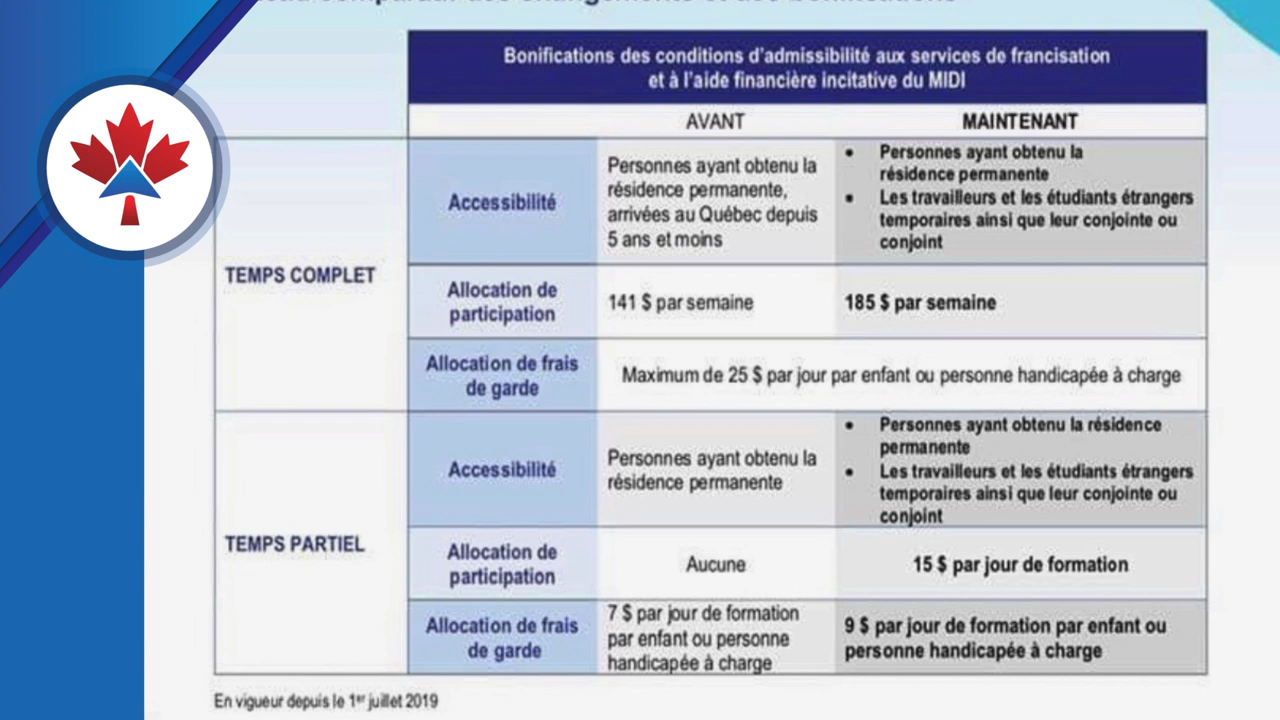 Bonifications des conditions d'admissibilité aux services de francisation
et à l'aide financière incitative du MIDI
AVANT
MAINTENANT
TEMPS COMPLET
Accessibilité
Personnes ayant obtenu la
résidence permanente,
arrivées au Québec depuis
5 ans et moins
• Personnes ayant obtenu la
résidence permanente
• Les travailleurs et les étudiants étrangers
temporaires ainsi que leur conjointe ou
conjoint
Allocation de
participation
141 $ par semaine
185 $ par semaine
Allocation de frais
de garde
Maximum de 25 $ par jour par enfant ou personne handicapée à charge
TEMPS PARTIEL
Accessibilité
Personnes ayant obtenu la
résidence permanente
• Personnes ayant obtenu la résidence
permanente
• Les travailleurs et les étudiants étrangers
temporaires ainsi que leur conjointe ou
conjoint
Allocation de
participation
Aucune
15 $ par jour de formation
Allocation de frais
de garde
7 $ par jour de formation
par enfant ou personne
handicapée à charge
9 $ par jour de formation par enfant ou
personne handicapée à charge
En vigueur depuis le 1er juillet 2019